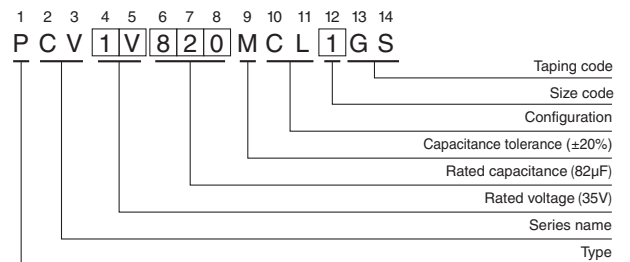 1 2 3 4 5 6 7 8 9 10 11 12 13 14
P C V 1 V 8 2 0 M C L 1 G S
Taping code
Size code
Configuration
Capacitance tolerance (±20%)
Rated capacitance (82µF)
Rated voltage (35V)
Series name
Type